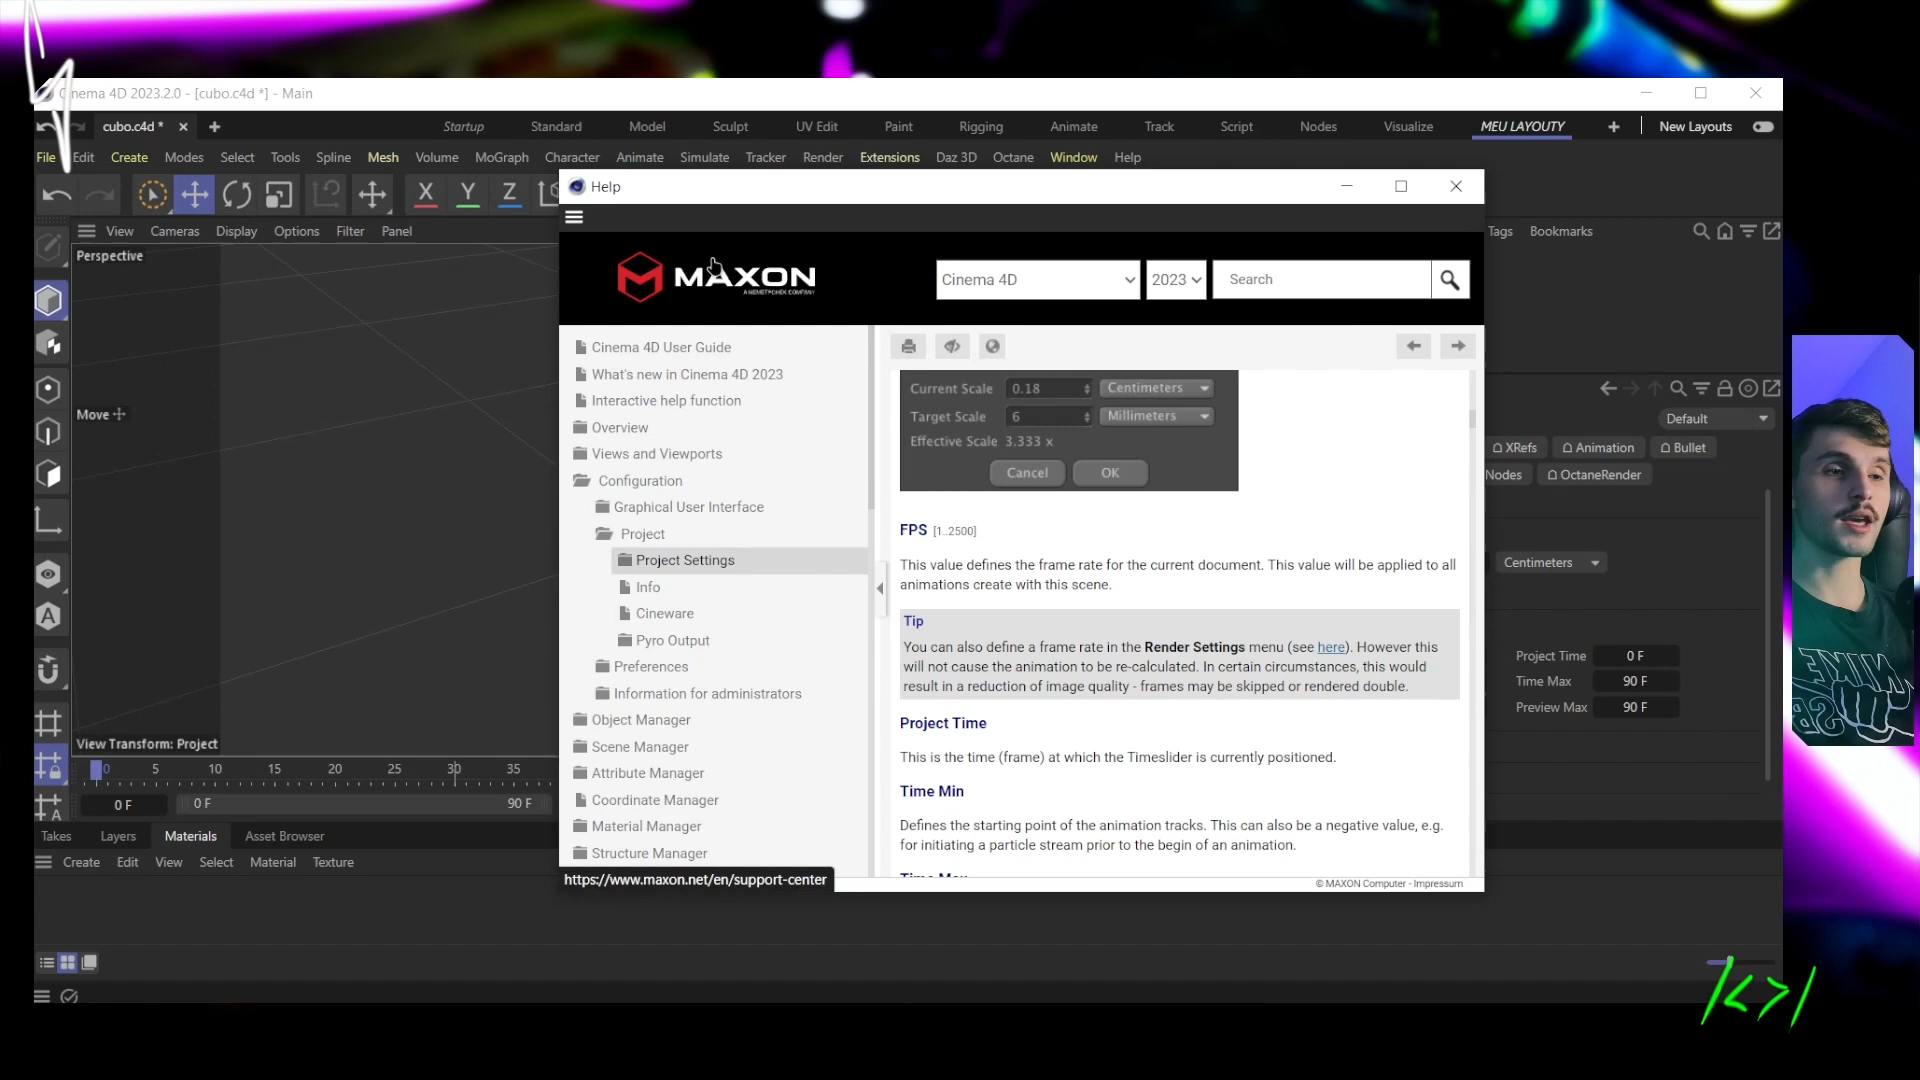 Cinema 4D 2023.2.0 - [cubo.c4d *] - Main
cubo.c4d *
Startup Standard Model Sculpt UV Edit Paint Rigging Animate Track Script Nodes Visualize MEU LAYOUTY New Layouts
File Edit Create Modes Select Tools Spline Mesh Volume MoGraph Character Animate Simulate Tracker Render Extensions Daz 3D Octane Window Help
X Y Z
View Cameras Display Options Filter Panel
Perspective
Move
View Transform: Project
0 5 10 15 20 25 30 35
0 F 0 F 90 F
Takes Layers Materials Asset Browser
Create Edit View Select Material Texture
Help
MAXON
A NEMETSCHEK COMPANY
Cinema 4D 2023 Search
Cinema 4D User Guide
What's new in Cinema 4D 2023
Interactive help function
Overview
Views and Viewports
Configuration
Graphical User Interface
Project
Project Settings
Info
Cineware
Pyro Output
Preferences
Information for administrators
Object Manager
Scene Manager
Attribute Manager
Coordinate Manager
Material Manager
Structure Manager
https://www.maxon.net/en/support-center
Current Scale 0.18 Centimeters
Target Scale 6 Millimeters
Effective Scale 3.333 x
Cancel OK
FPS [1..2500]
This value defines the frame rate for the current document. This value will be applied to all
animations create with this scene.
Tip
You can also define a frame rate in the Render Settings menu (see here). However this
will not cause the animation to be re-calculated. In certain circumstances, this would
result in a reduction of image quality - frames may be skipped or rendered double.
Project Time
This is the time (frame) at which the Timeslider is currently positioned.
Time Min
Defines the starting point of the animation tracks. This can also be a negative value, e.g.
for initiating a particle stream prior to the begin of an animation.
Time Max
© MAXON Computer - Impressum
Tags Bookmarks
Default
XRefs Animation Bullet
Nodes OctaneRender
Centimeters
Project Time 0 F
Time Max 90 F
Preview Max 90 F